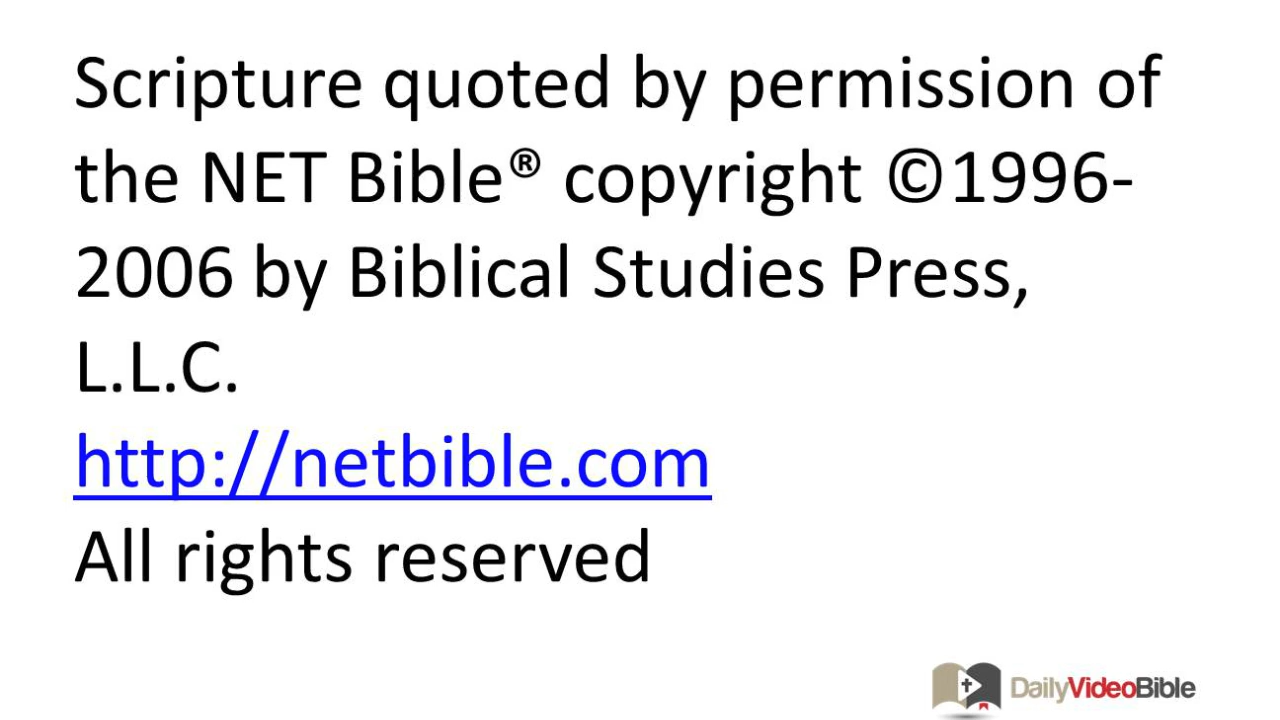 Scripture quoted by permission of
the NET Bible® copyright ©1996-
2006 by Biblical Studies Press,
L.L.C.
http://netbible.com
All rights reserved
DailyVideoBible